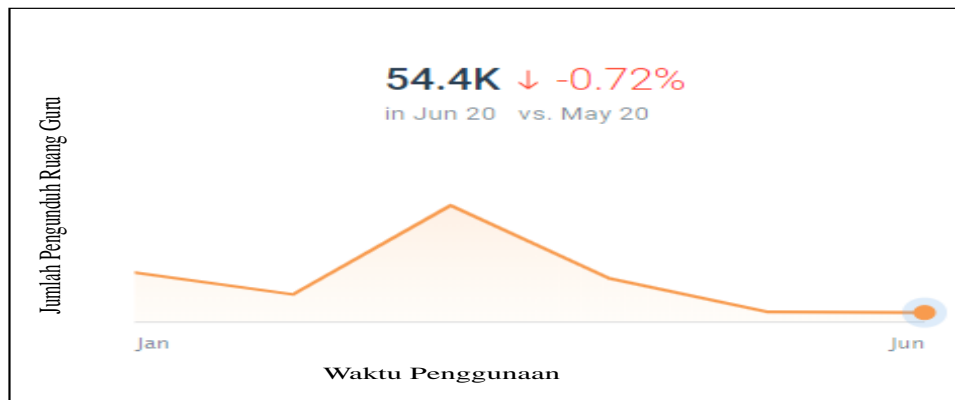 54.4K ↓ -0.72%
in Jun 20 vs. May 20
Jumlah Pengunduh Ruang Guru
Jan
Jun
Waktu Penggunaan